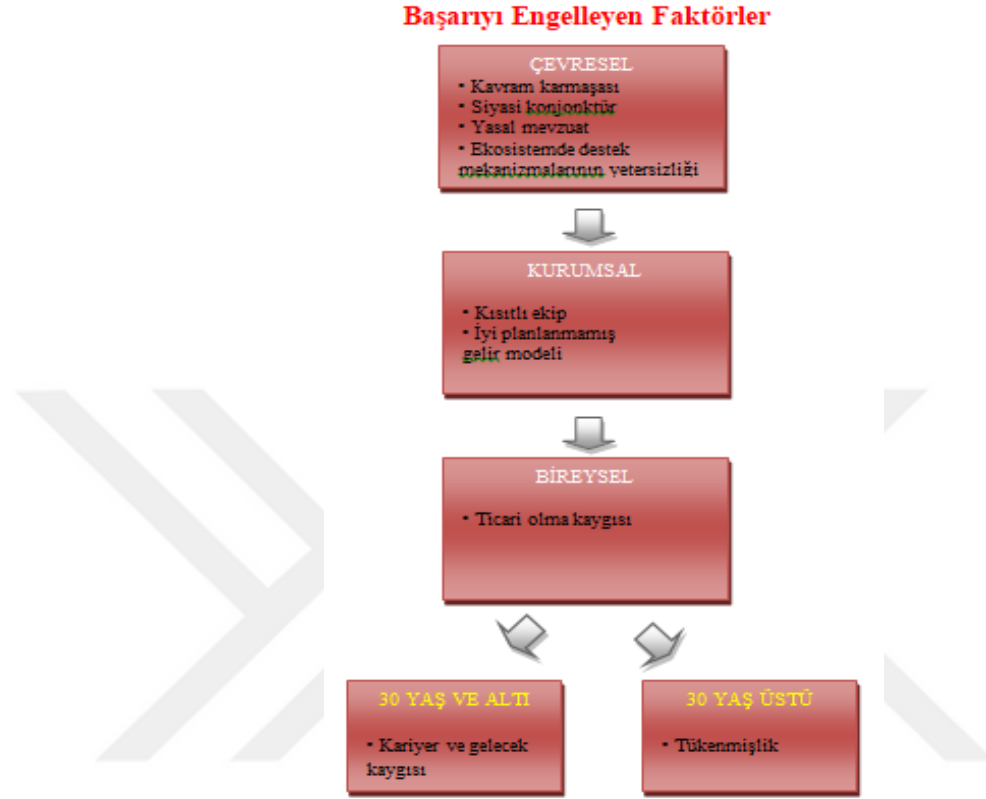 Başarıyı Engelleyen Faktörler
ÇEVRESEL
• Kavram karmaşası
• Siyasi konjonktür
• Yasal mevzuat
• Ekosistemde destek
mekanizmalarının yetersizliği
KURUMSAL
• Kısıtlı ekip
• İyi planlanmamış
gelir modeli
BİREYSEL
• Ticari olma kaygısı
30 YAŞ VE ALTI
• Kariyer ve gelecek
kaygısı
30 YAŞ ÜSTÜ
• Tükenmişlik